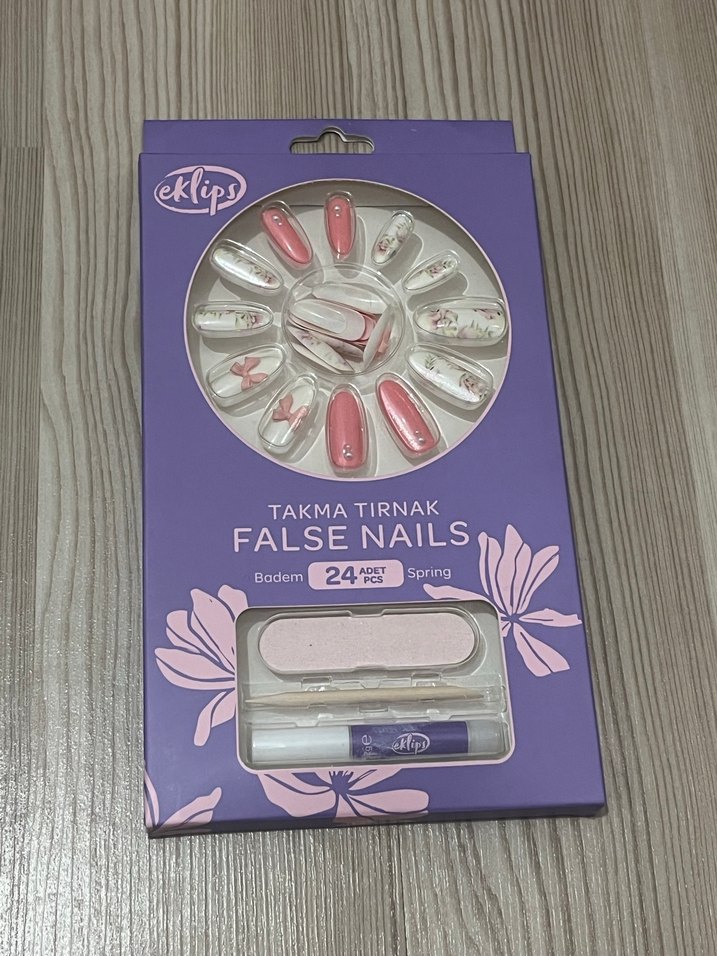 eklips
TAKMA TIRNAK
FALSE NAILS
Badem 24 ADET PCS Spring
eklips